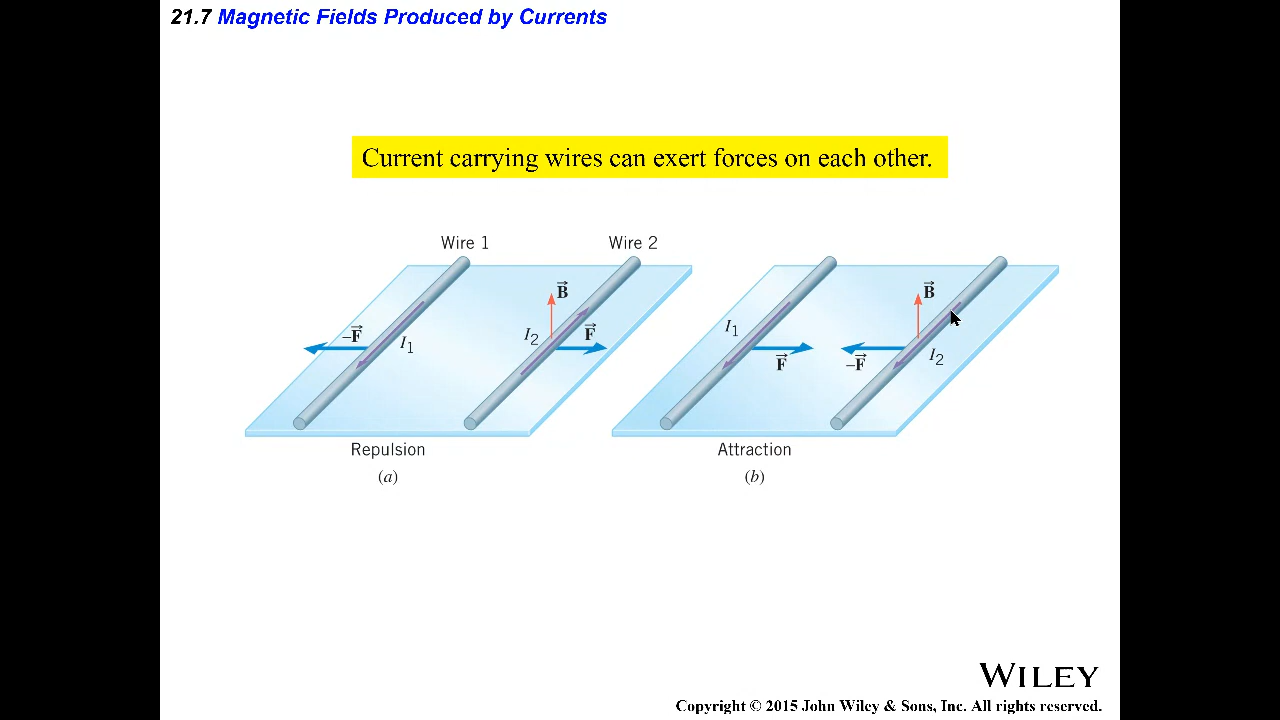 21.7 Magnetic Fields Produced by Currents
Current carrying wires can exert forces on each other.
Wire 1
Wire 2
B⃗
−F⃗
I₁
I₂
F⃗
Repulsion
(a)
B⃗
I₁
F⃗
−F⃗
I₂
Attraction
(b)
WILEY
Copyright © 2015 John Wiley & Sons, Inc. All rights reserved.